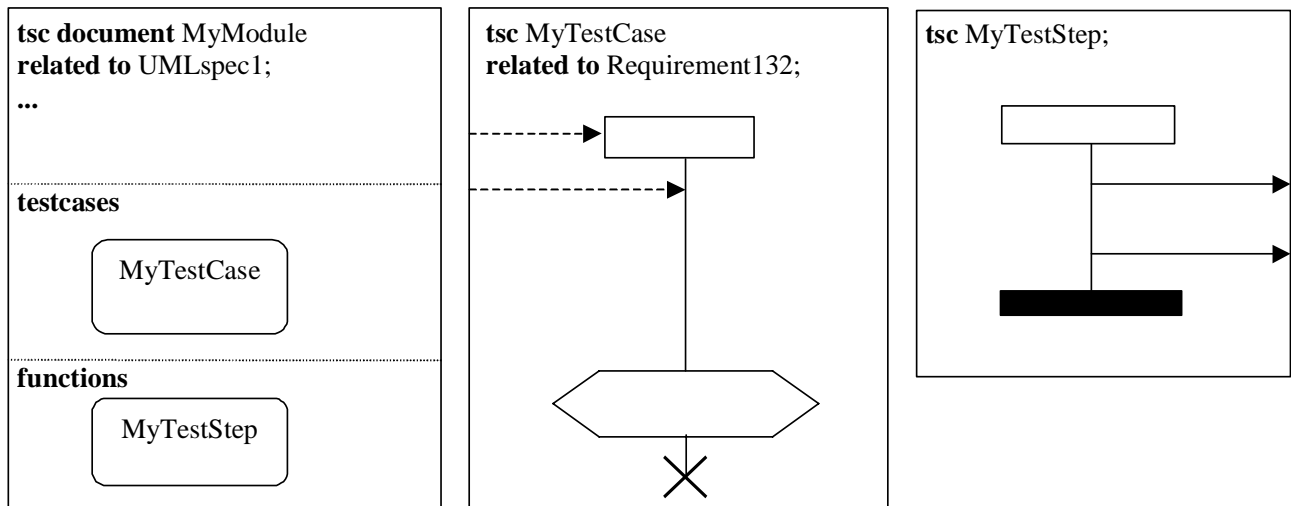 tsc document MyModule
related to UMLspec1;
...
testcases
MyTestCase
functions
MyTestStep
tsc MyTestCase
related to Requirement132;
tsc MyTestStep;